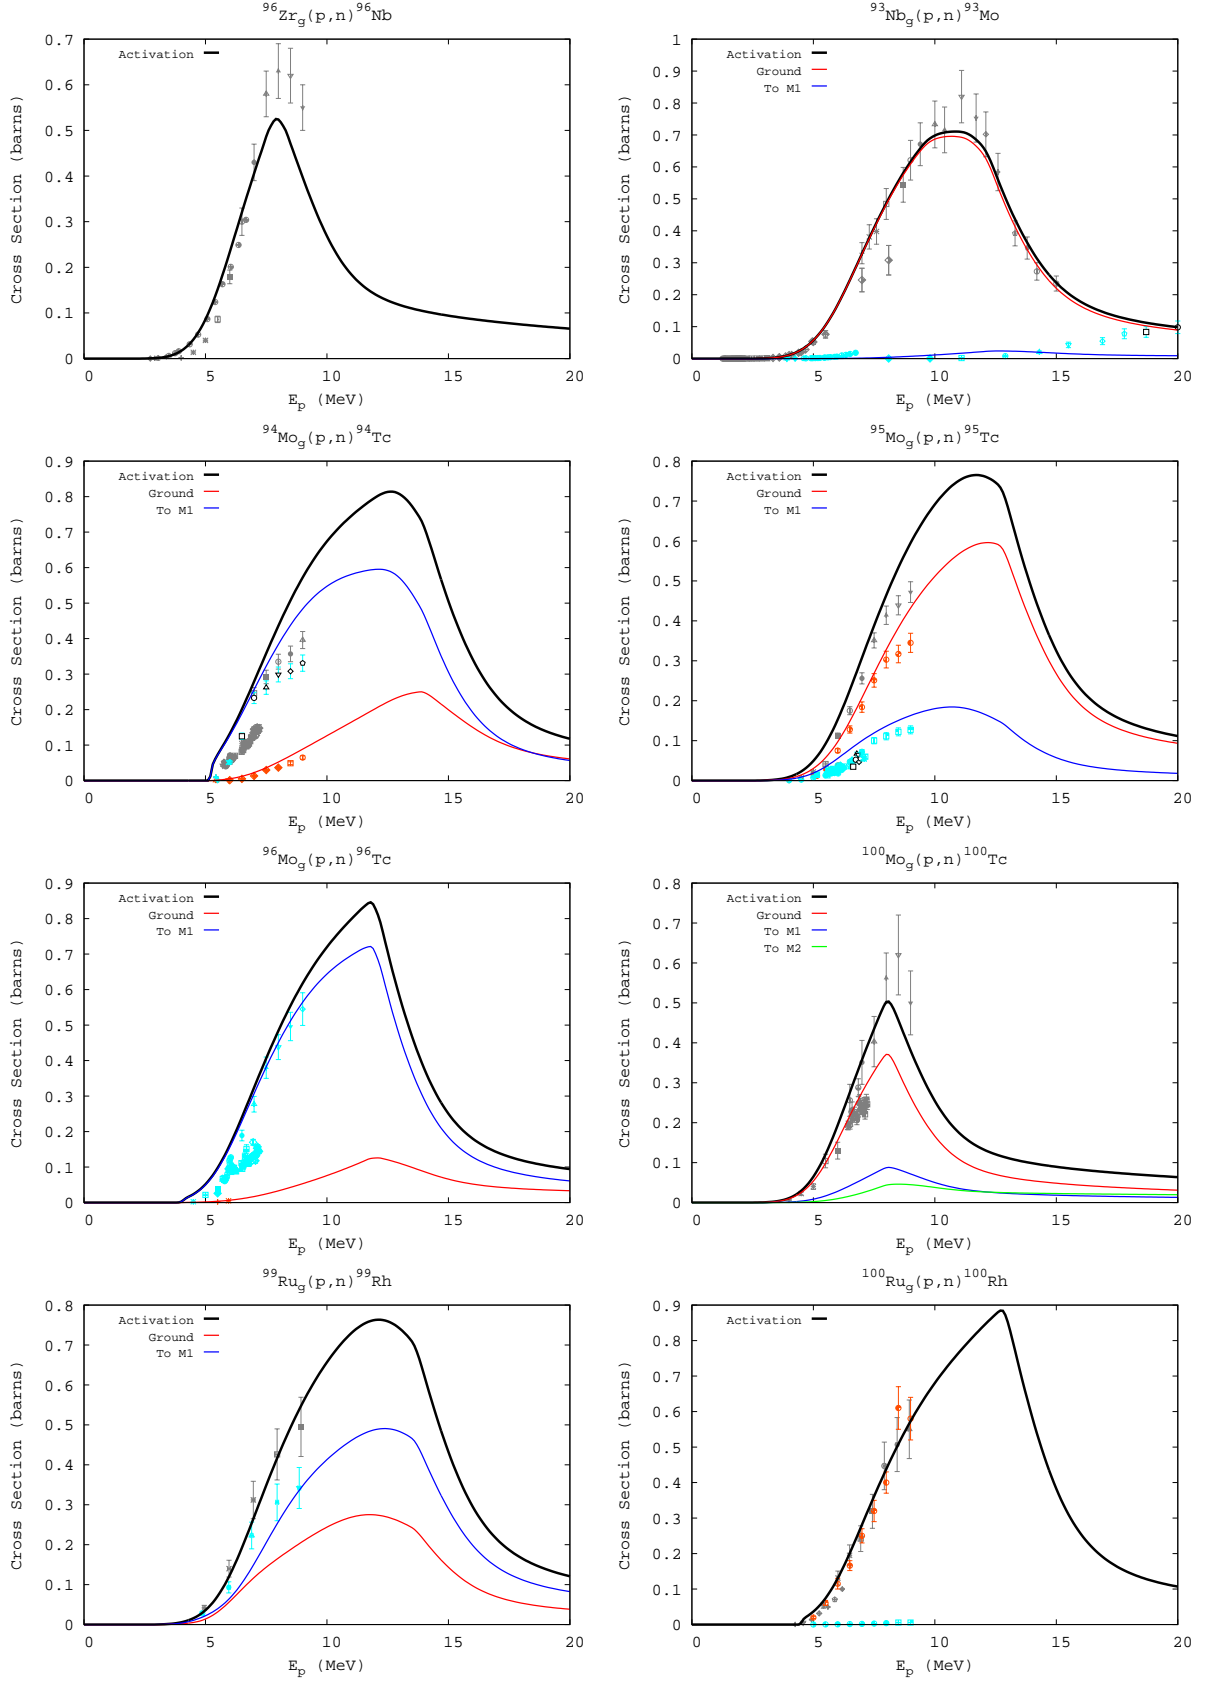 96Zrg(p,n)96Nb
Cross Section (barns)
0.7
0.6
0.5
0.4
0.3
0.2
0.1
0
Activation
0 5 10 15 20
Ep (MeV)
93Nbg(p,n)93Mo
Cross Section (barns)
1
0.9
0.8
0.7
0.6
0.5
0.4
0.3
0.2
0.1
0
Activation
Ground
To M1
0 5 10 15 20
Ep (MeV)
94Mog(p,n)94Tc
Cross Section (barns)
0.9
0.8
0.7
0.6
0.5
0.4
0.3
0.2
0.1
0
Activation
Ground
To M1
0 5 10 15 20
Ep (MeV)
95Mog(p,n)95Tc
Cross Section (barns)
0.8
0.7
0.6
0.5
0.4
0.3
0.2
0.1
0
Activation
Ground
To M1
0 5 10 15 20
Ep (MeV)
96Mog(p,n)96Tc
Cross Section (barns)
0.9
0.8
0.7
0.6
0.5
0.4
0.3
0.2
0.1
0
Activation
Ground
To M1
0 5 10 15 20
Ep (MeV)
100Mog(p,n)100Tc
Cross Section (barns)
0.8
0.7
0.6
0.5
0.4
0.3
0.2
0.1
0
Activation
Ground
To M1
To M2
0 5 10 15 20
Ep (MeV)
99Rug(p,n)99Rh
Cross Section (barns)
0.8
0.7
0.6
0.5
0.4
0.3
0.2
0.1
0
Activation
Ground
To M1
0 5 10 15 20
Ep (MeV)
100Rug(p,n)100Rh
Cross Section (barns)
0.9
0.8
0.7
0.6
0.5
0.4
0.3
0.2
0.1
0
Activation
0 5 10 15 20
Ep (MeV)